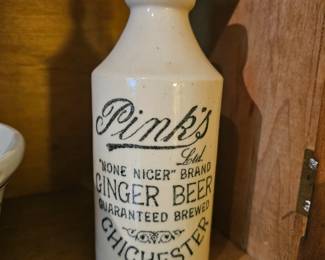 Pink's
Ltd.
"NONE NICER" BRAND
GINGER BEER
GUARANTEED BREWED
CHICHESTER